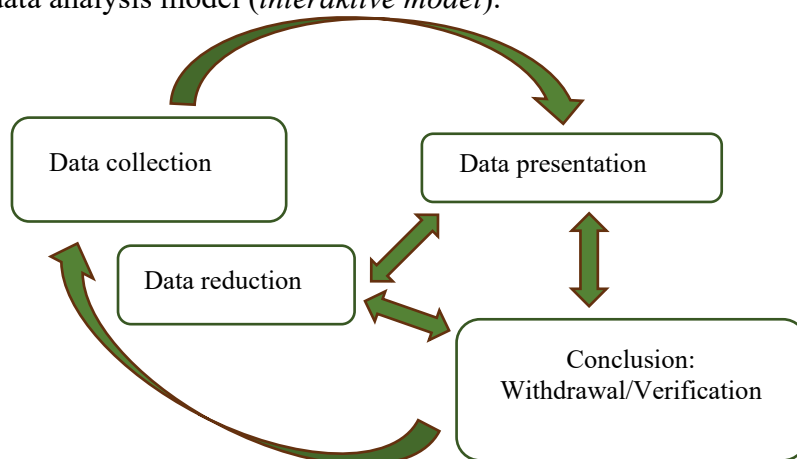 data analysis model (interaktive model).
Data collection
Data presentation
Data reduction
Conclusion:
Withdrawal/Verification